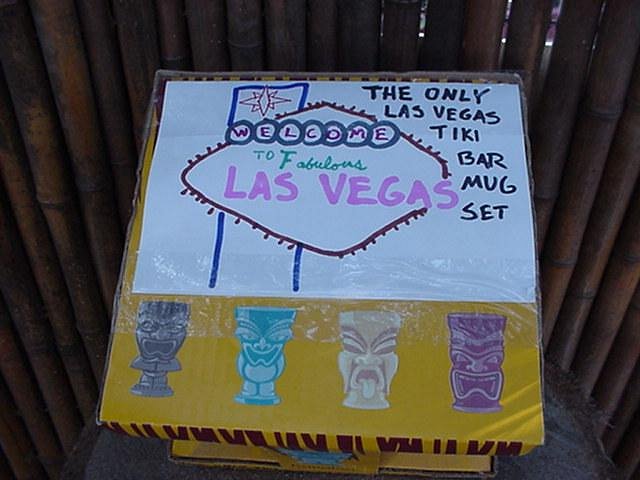 THE ONLY
LAS VEGAS
TIKI
BAR
MUG
SET
WELCOME
TO Fabulous
LAS VEGAS